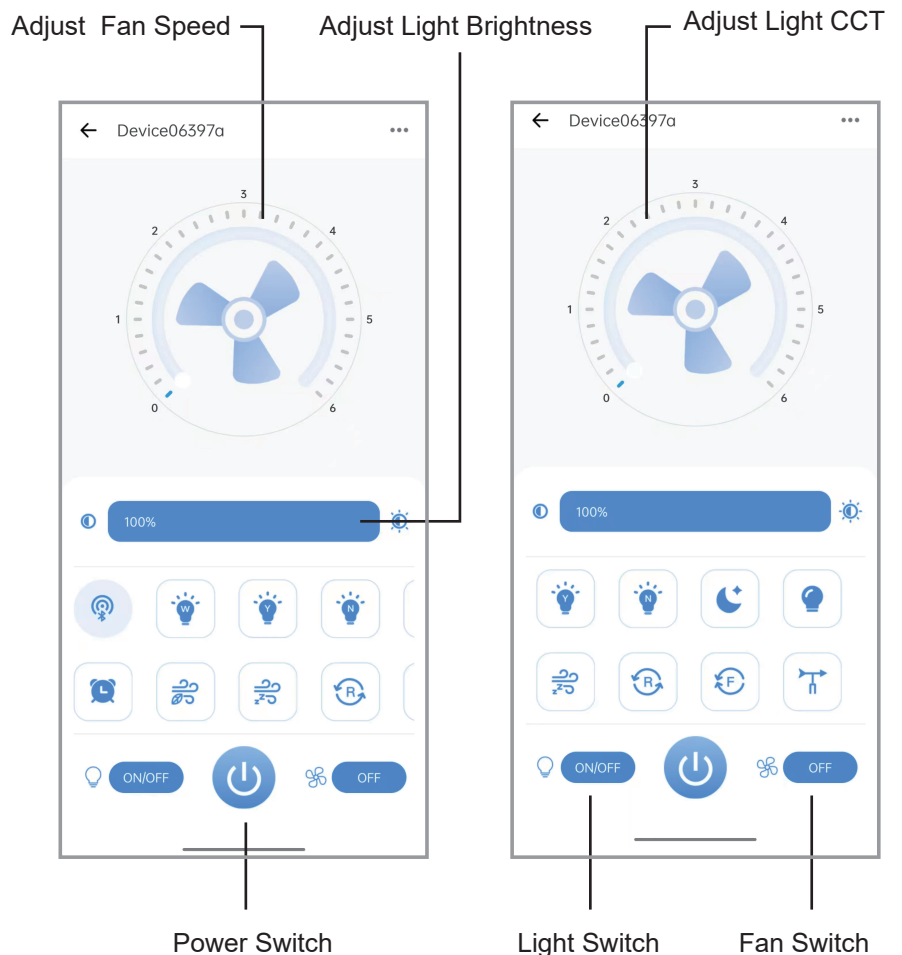 Adjust Fan Speed
Adjust Light Brightness
Adjust Light CCT
Device06397a
0
1
2
3
4
5
6
100%
W
Y
N
R
ON/OFF
OFF
Device06397a
0
1
2
3
4
5
6
100%
Y
N
R
F
ON/OFF
OFF
Power Switch
Light Switch
Fan Switch